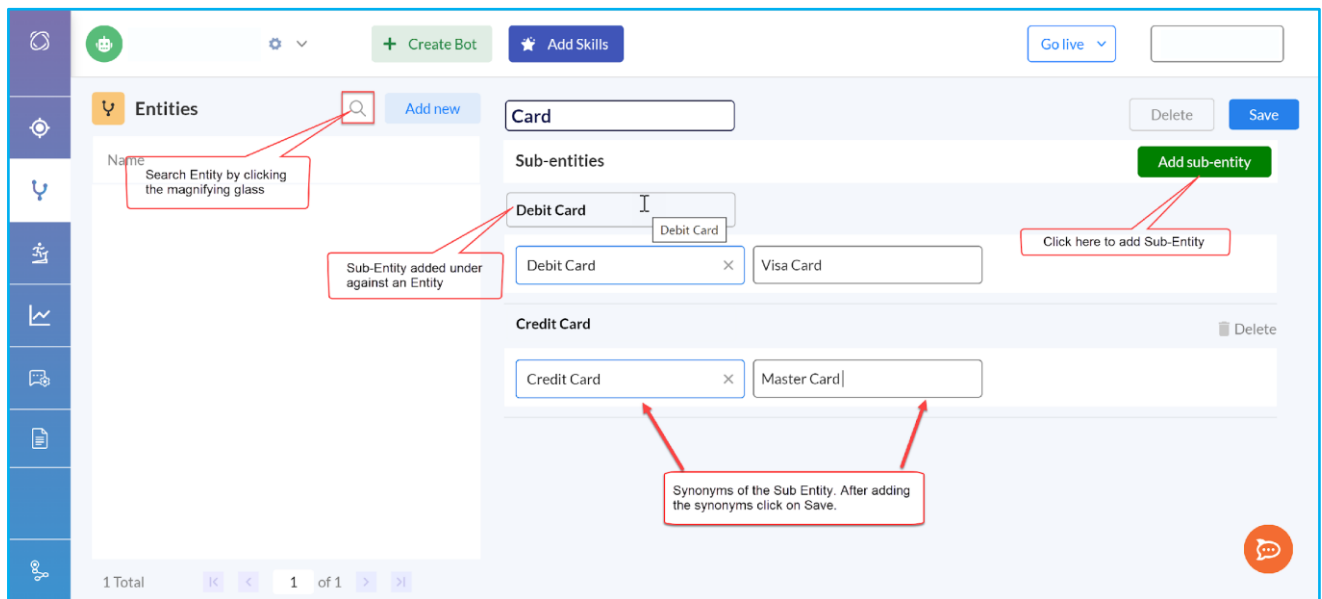 Create Bot
Add Skills
Go live
Entities
Add new
Name
Search Entity by clicking
the magnifying glass
Card
Delete
Save
Sub-entities
Add sub-entity
Click here to add Sub-Entity
Debit Card
Debit Card
Sub-Entity added under
against an Entity
Debit Card
Visa Card
Credit Card
Delete
Credit Card
Master Card
Synonyms of the Sub Entity. After adding
the synonyms click on Save.
1 Total
1 of 1